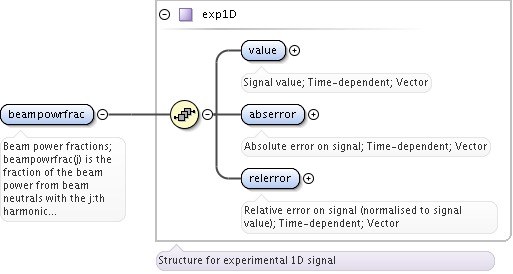 exp1D
value
Signal value; Time-dependent; Vector
beampowrfrac
Beam power fractions;
beampowrfrac(j) is the
fraction of the beam
power from beam
neutrals with the j:th
harmonic...
abserror
Absolute error on signal; Time-dependent; Vector
relerror
Relative error on signal (normalised to signal
value); Time-dependent; Vector
Structure for experimental 1D signal